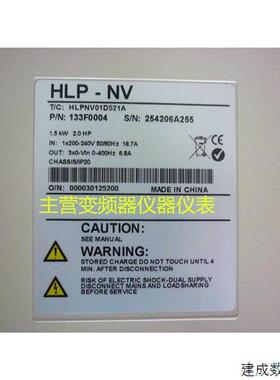 HLP - NV
T/C: HLPNV01D521A
P/N: 133F0004 S/N: 254206A255
1.5 kW 2.0 HP
IN: 1x200-240V 50/60Hz 18.7A
OUT: 3x0-Vin 0-400Hz 6.8A
CHASSIS/IP20
O/N: 000030125200 MADE IN CHINA
主营变频器仪器仪表
CAUTION:
SEE MANUAL
WARNING:
STORED CHARGE DO NOT TOUCH UNTIL 4
MIN. AFTER DISCONNECTION
RISK OF ELECTRIC SHOCK-DUAL SUPPLY
DISCONNECT MAINS AND LOADSHARING
BEFORE SERVICE
建成数